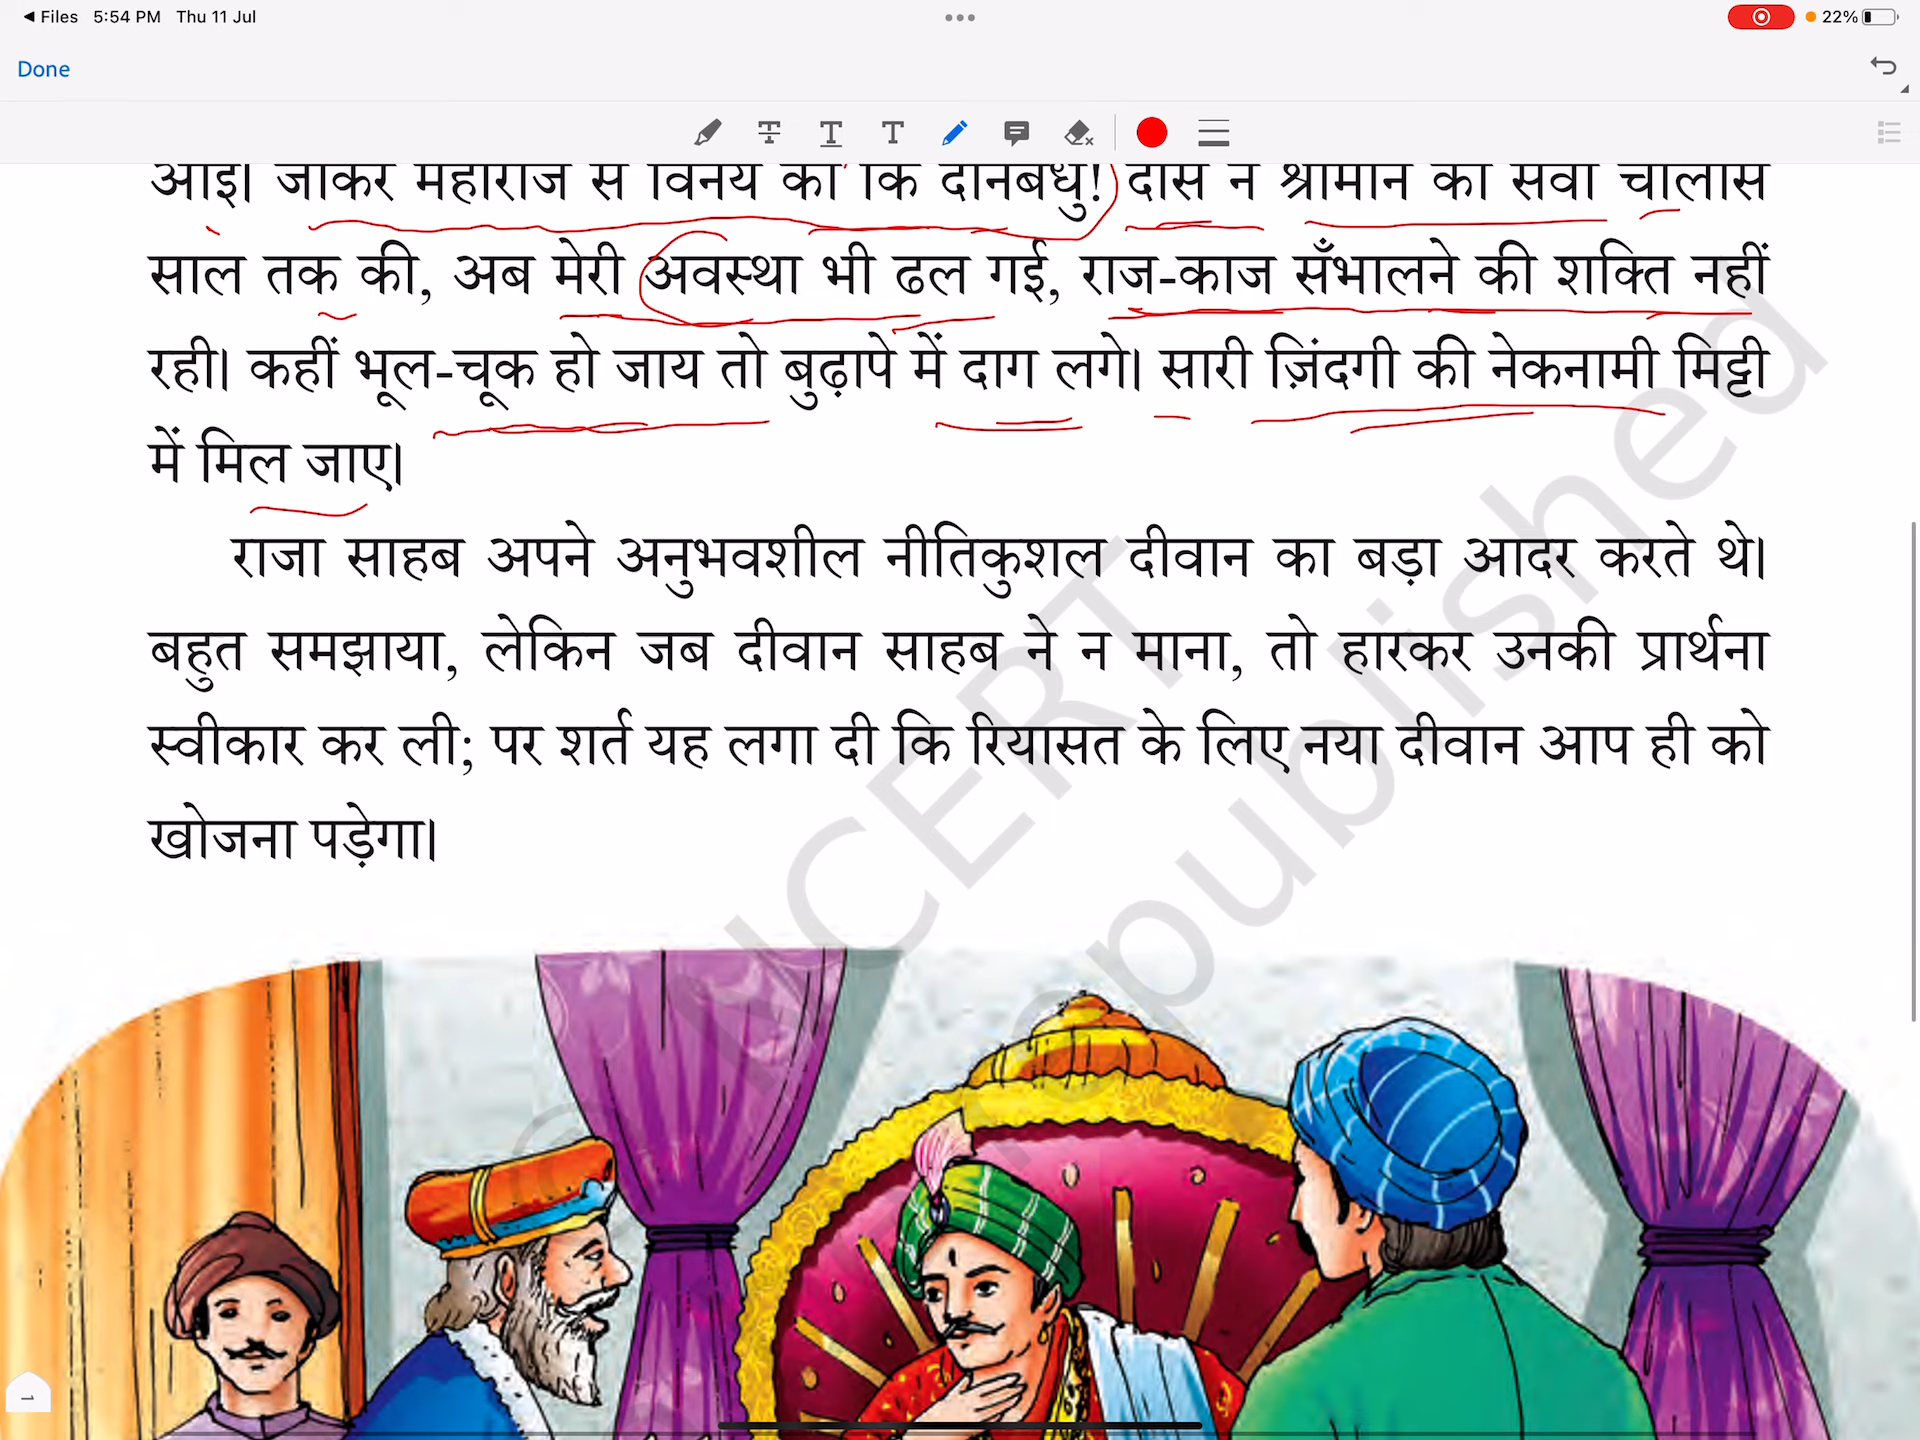 Files 5:54 PM Thu 11 Jul 22%
Done
आई। जाकर महाराज से विनय की कि दीनबंधु! दास ने श्रीमान की सेवा चालीस
साल तक की, अब मेरी अवस्था भी ढल गई, राज-काज सँभालने की शक्ति नहीं
रही। कहीं भूल-चूक हो जाय तो बुढ़ापे में दाग लगे। सारी ज़िंदगी की नेकनामी मिट्टी
में मिल जाए।
राजा साहब अपने अनुभवशील नीतिकुशल दीवान का बड़ा आदर करते थे।
बहुत समझाया, लेकिन जब दीवान साहब ने न माना, तो हारकर उनकी प्रार्थना
स्वीकार कर ली; पर शर्त यह लगा दी कि रियासत के लिए नया दीवान आप ही को
खोजना पड़ेगा।
© NCERT
republished